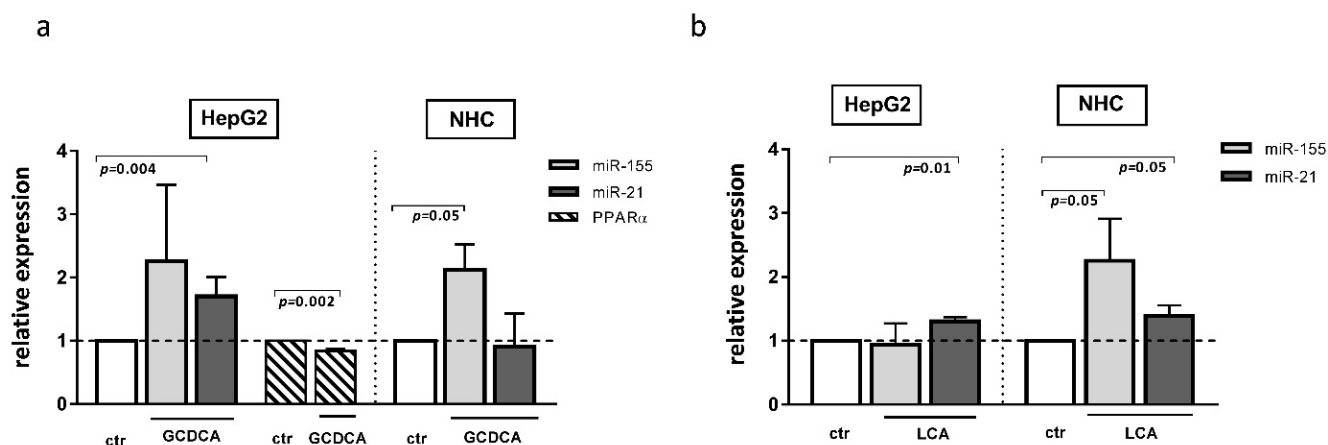 a
HepG2
NHC
relative expression
4
3
2
1
0
p=0.004
p=0.002
p=0.05
miR-155
miR-21
PPARα
ctr
GCDCA
ctr
GCDCA
ctr
GCDCA
b
HepG2
NHC
relative expression
4
3
2
1
0
p=0.01
p=0.05
p=0.05
miR-155
miR-21
ctr
LCA
ctr
LCA